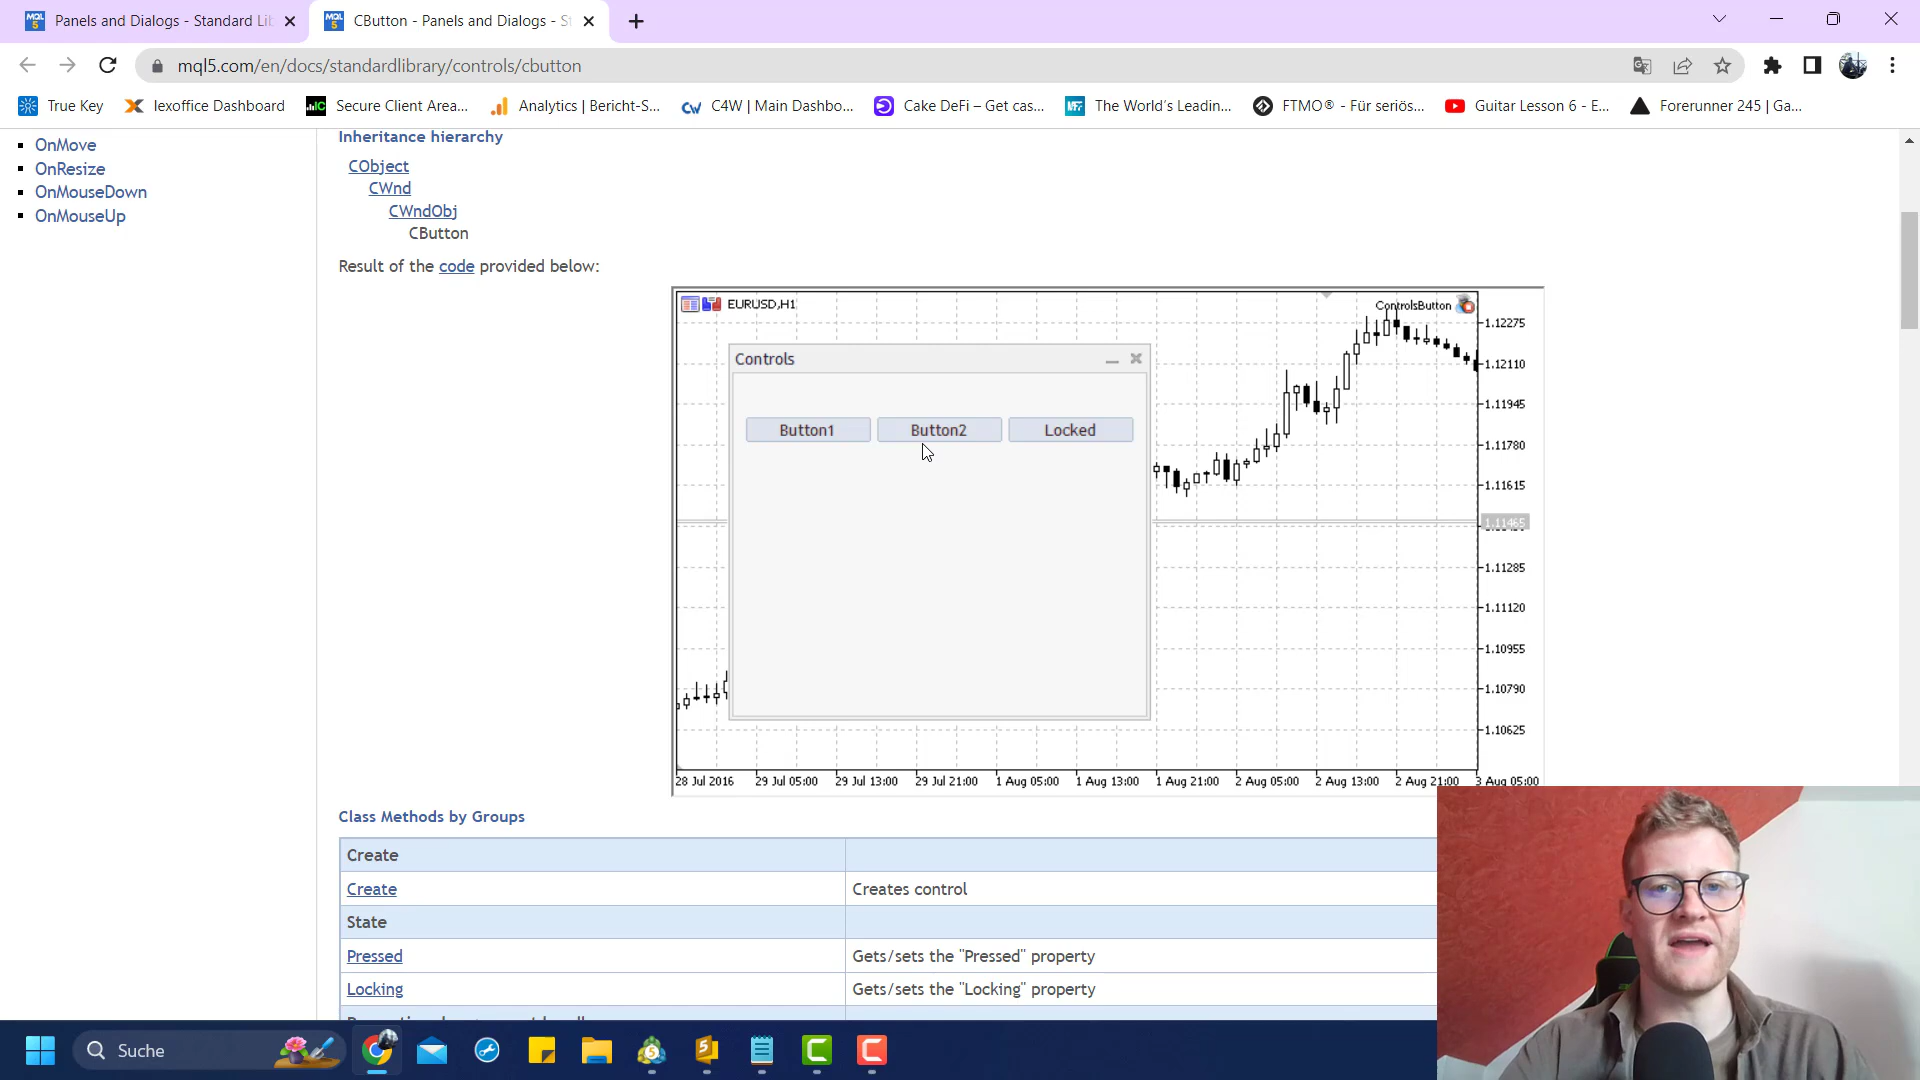 Panels and Dialogs - Standard Lib
CButton - Panels and Dialogs - S
mql5.com/en/docs/standardlibrary/controls/cbutton
True Key
lexoffice Dashboard
Secure Client Area...
Analytics | Bericht-S...
C4W | Main Dashbo...
Cake DeFi – Get cas...
The World's Leadin...
FTMO® - Für seriös...
Guitar Lesson 6 - E...
Forerunner 245 | Ga...
OnMove
OnResize
OnMouseDown
OnMouseUp
Inheritance hierarchy
CObject
CWnd
CWndObj
CButton
Result of the code provided below:
EURUSD,H1
ControlsButton
Controls
Button1
Button2
Locked
1.12275
1.12110
1.11945
1.11780
1.11615
1.11465
1.11285
1.11120
1.10955
1.10790
1.10625
28 Jul 2016
29 Jul 05:00
29 Jul 13:00
29 Jul 21:00
1 Aug 05:00
1 Aug 13:00
1 Aug 21:00
2 Aug 05:00
2 Aug 13:00
2 Aug 21:00
3 Aug 05:00
Class Methods by Groups
Create
Create
Creates control
State
Pressed
Gets/sets the "Pressed" property
Locking
Gets/sets the "Locking" property
Suche